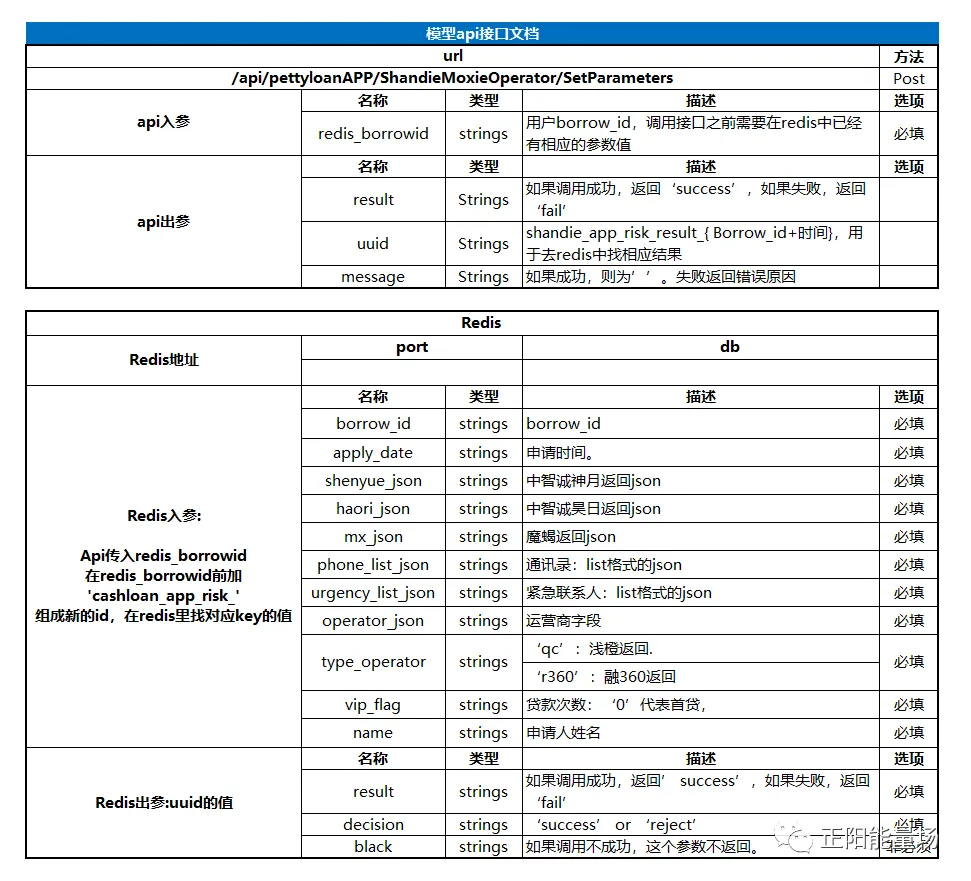 模型api接口文档
url 方法
/api/pettyloanAPP/ShandieMoxieOperator/SetParameters Post
api入参 名称 类型 描述 选项
redis_borrowid strings 用户borrow_id，调用接口之前需要在redis中已经
有相应的参数值 必填
api出参 名称 类型 描述 选项
result Strings 如果调用成功，返回‘success’，如果失败，返回
‘fail’
uuid Strings shandie_app_risk_result_{ Borrow_id+时间}，用
于去redis中找相应结果
message Strings 如果成功，则为’’。失败返回错误原因
Redis
Redis地址 port db
名称 类型 描述 选项
borrow_id strings borrow_id 必填
apply_date strings 申请时间。 必填
shenyue_json strings 中智诚神月返回json 必填
haori_json strings 中智诚昊日返回json 必填
mx_json strings 魔蝎返回json 必填
phone_list_json strings 通讯录：list格式的json 必填
urgency_list_json strings 紧急联系人：list格式的json 必填
operator_json strings 运营商字段 必填
type_operator strings ‘qc’：浅橙返回.
‘r360’：融360返回 必填
vip_flag strings 贷款次数：‘0’代表首贷， 必填
name strings 申请人姓名 必填
Redis入参:
Api传入redis_borrowid
在redis_borrowid前加
'cashloan_app_risk_'
组成新的id，在redis里找对应key的值
Redis出参:uuid的值 名称 类型 描述 选项
result strings 如果调用成功，返回’ success’，如果失败，返回
‘fail’ 必填
decision strings ‘success’ or ‘reject’ 必填
black strings 如果调用不成功，这个参数不返回。
正阳能量场